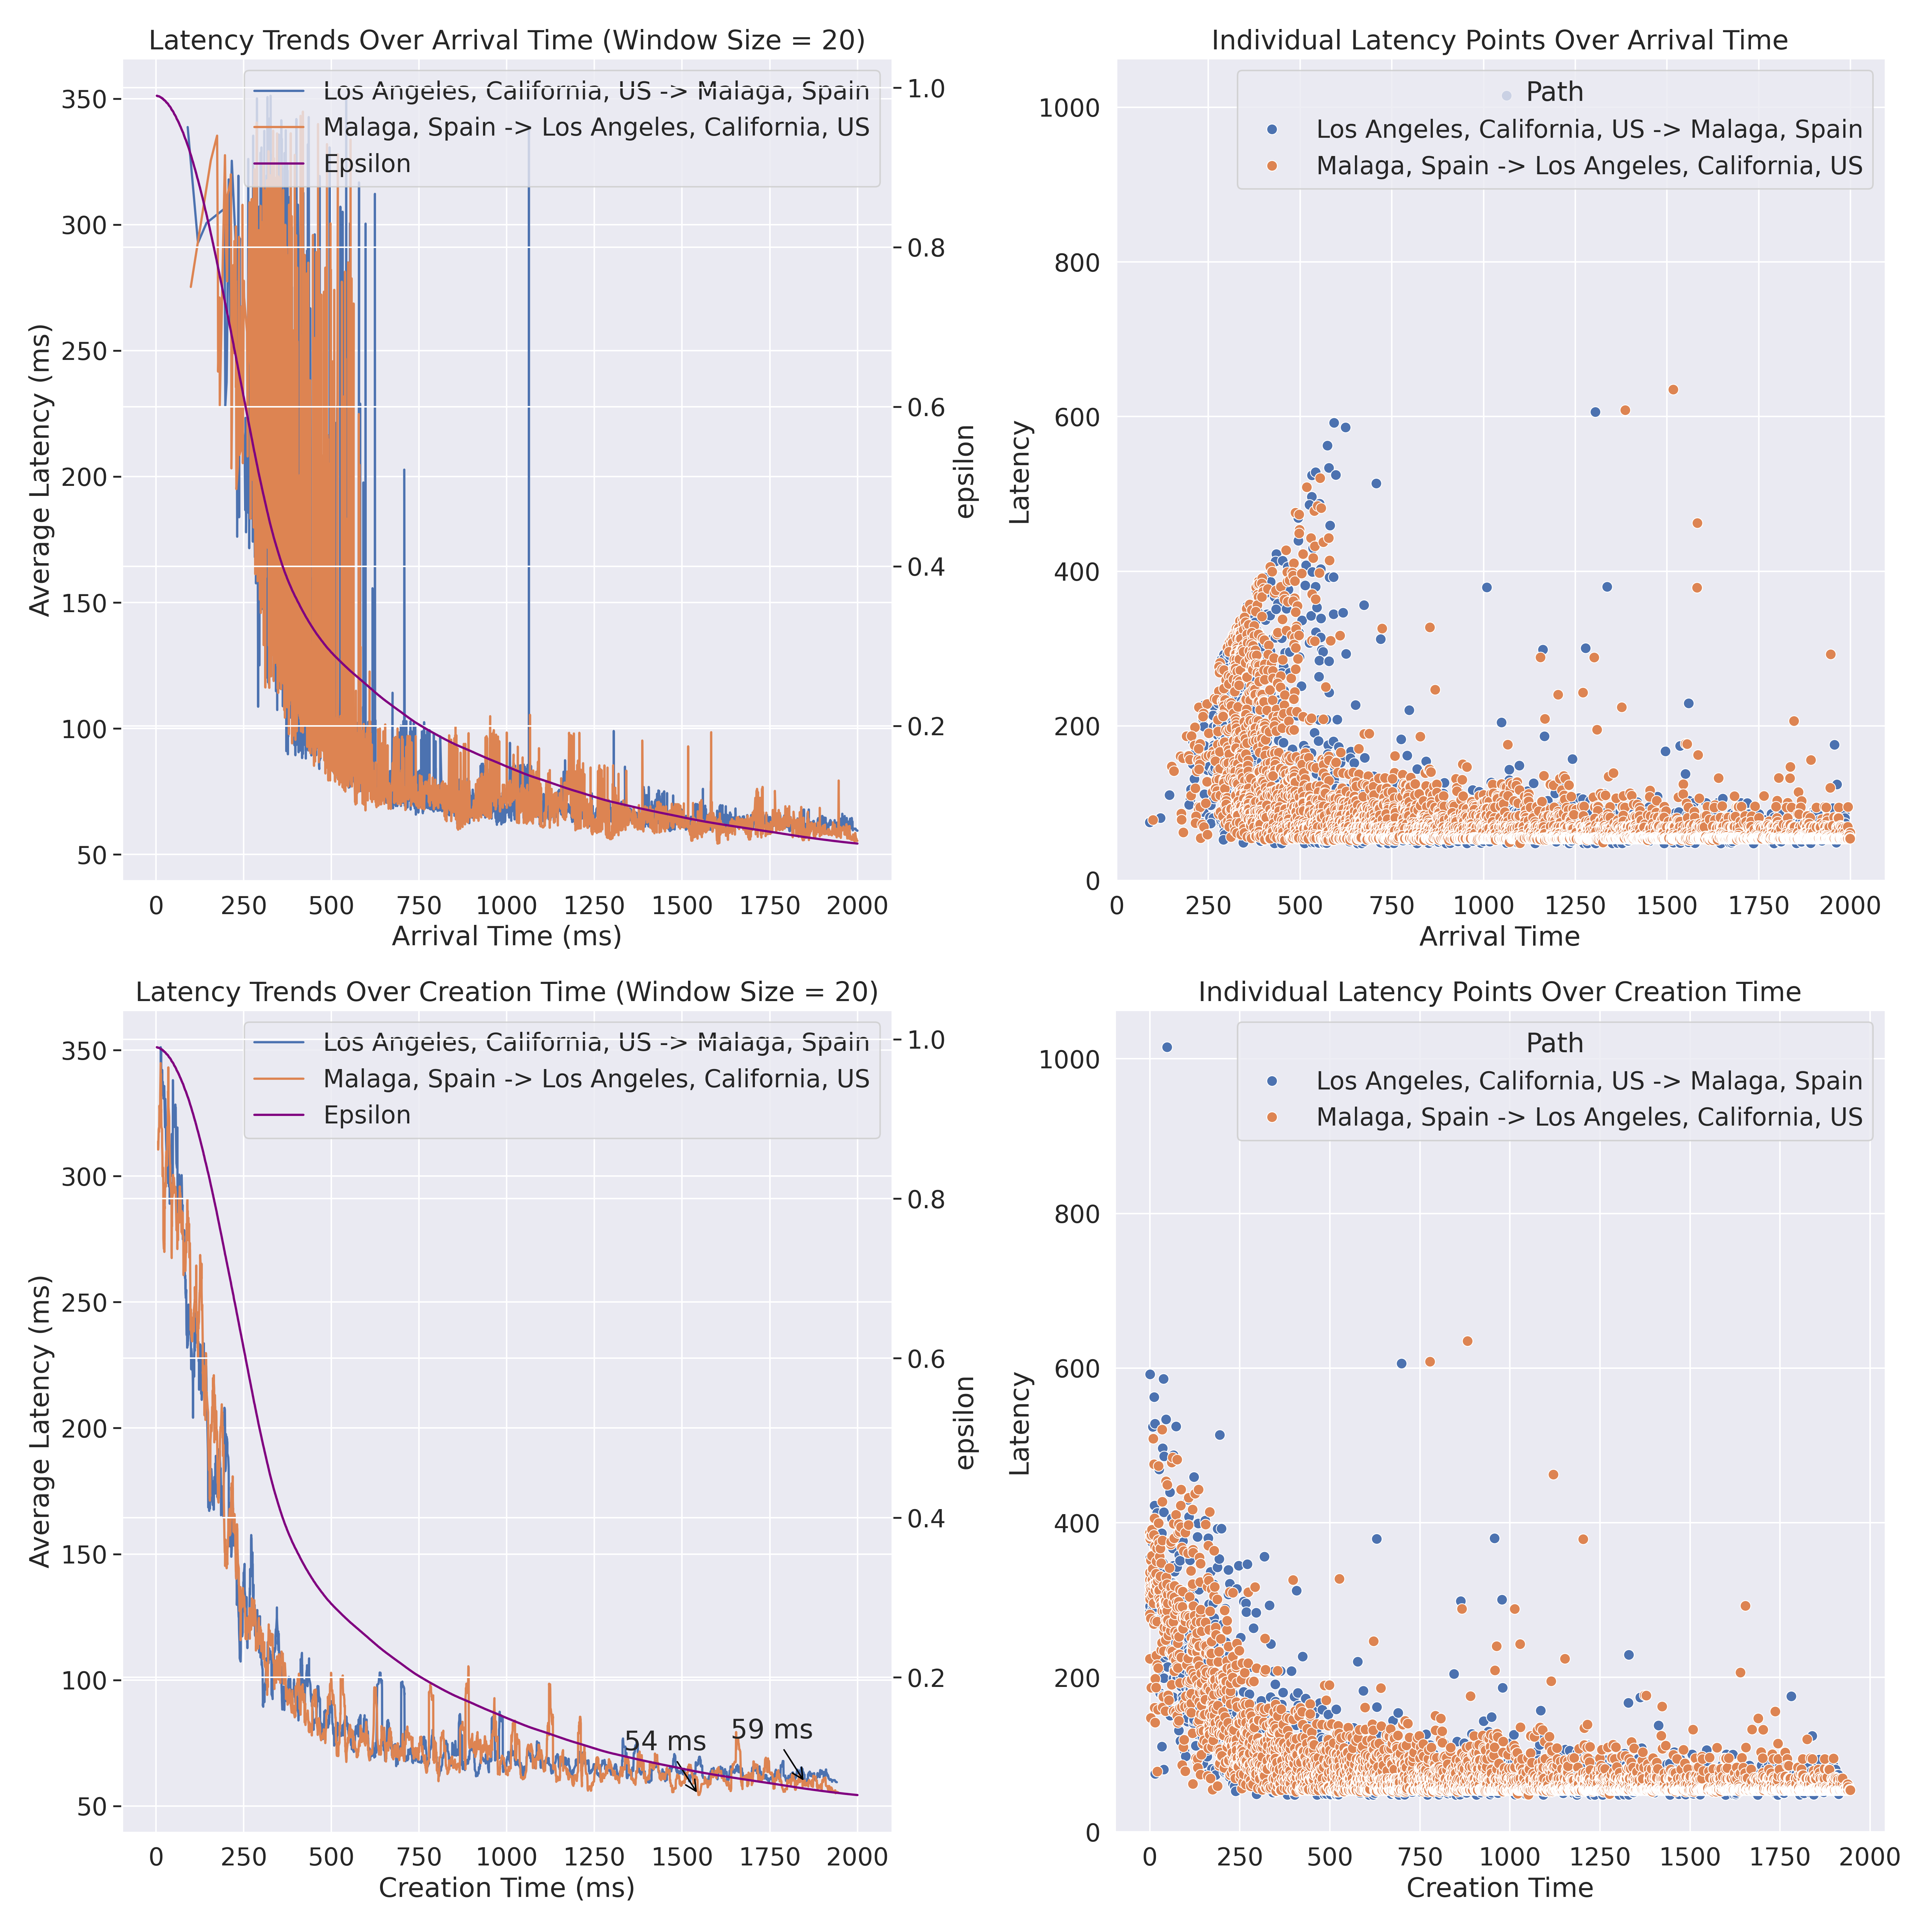 Latency Trends Over Arrival Time (Window Size = 20)
Los Angeles, California, US -> Malaga, Spain
Malaga, Spain -> Los Angeles, California, US
Epsilon
350
300
250
200
150
100
50
Average Latency (ms)
1.0
0.8
0.6
0.4
0.2
epsilon
0 250 500 750 1000 1250 1500 1750 2000
Arrival Time (ms)
Individual Latency Points Over Arrival Time
Path
Los Angeles, California, US -> Malaga, Spain
Malaga, Spain -> Los Angeles, California, US
1000
800
600
400
200
0
Latency
0 250 500 750 1000 1250 1500 1750 2000
Arrival Time
Latency Trends Over Creation Time (Window Size = 20)
Los Angeles, California, US -> Malaga, Spain
Malaga, Spain -> Los Angeles, California, US
Epsilon
350
300
250
200
150
100
50
Average Latency (ms)
54 ms
59 ms
1.0
0.8
0.6
0.4
0.2
epsilon
0 250 500 750 1000 1250 1500 1750 2000
Creation Time (ms)
Individual Latency Points Over Creation Time
Path
Los Angeles, California, US -> Malaga, Spain
Malaga, Spain -> Los Angeles, California, US
1000
800
600
400
200
0
Latency
0 250 500 750 1000 1250 1500 1750 2000
Creation Time